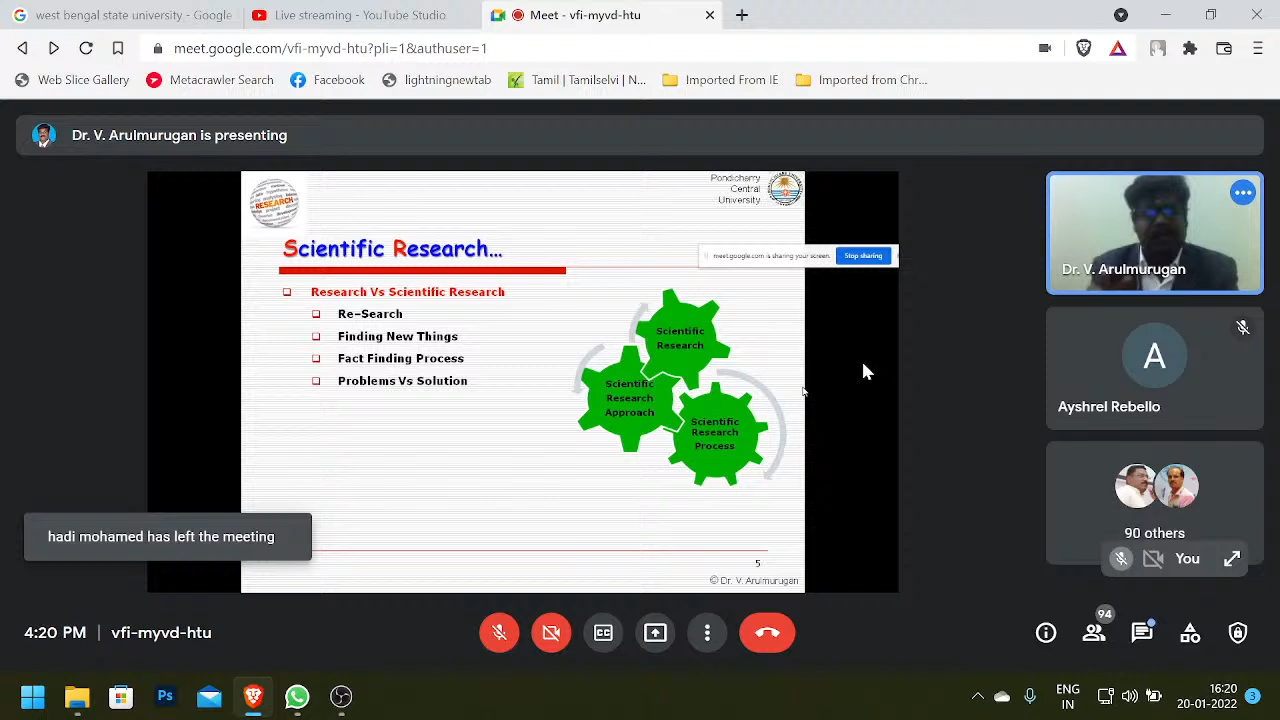 west bengal state university - Google
Live streaming - YouTube Studio
Meet - vfi-myvd-htu
meet.google.com/vfi-myvd-htu?pli=1&authuser=1
Web Slice Gallery
Metacrawler Search
Facebook
lightningnewtab
Tamil | Tamilselvi | N...
Imported From IE
Imported from Chr...
Dr. V. Arulmurugan is presenting
RESEARCH
Pondicherry
Central
University
Scientific Research...
meet.google.com is sharing your screen.
Stop sharing
Research Vs Scientific Research
Re-Search
Finding New Things
Fact Finding Process
Problems Vs Solution
Scientific
Research
Scientific
Research
Approach
Scientific
Research
Process
5
© Dr. V. Arulmurugan
Dr. V. Arulmurugan
A
Ayshrel Rebello
90 others
You
hadi mohamed has left the meeting
4:20 PM | vfi-myvd-htu
CC
94
Ps
ENG
IN
16:20
20-01-2022
3